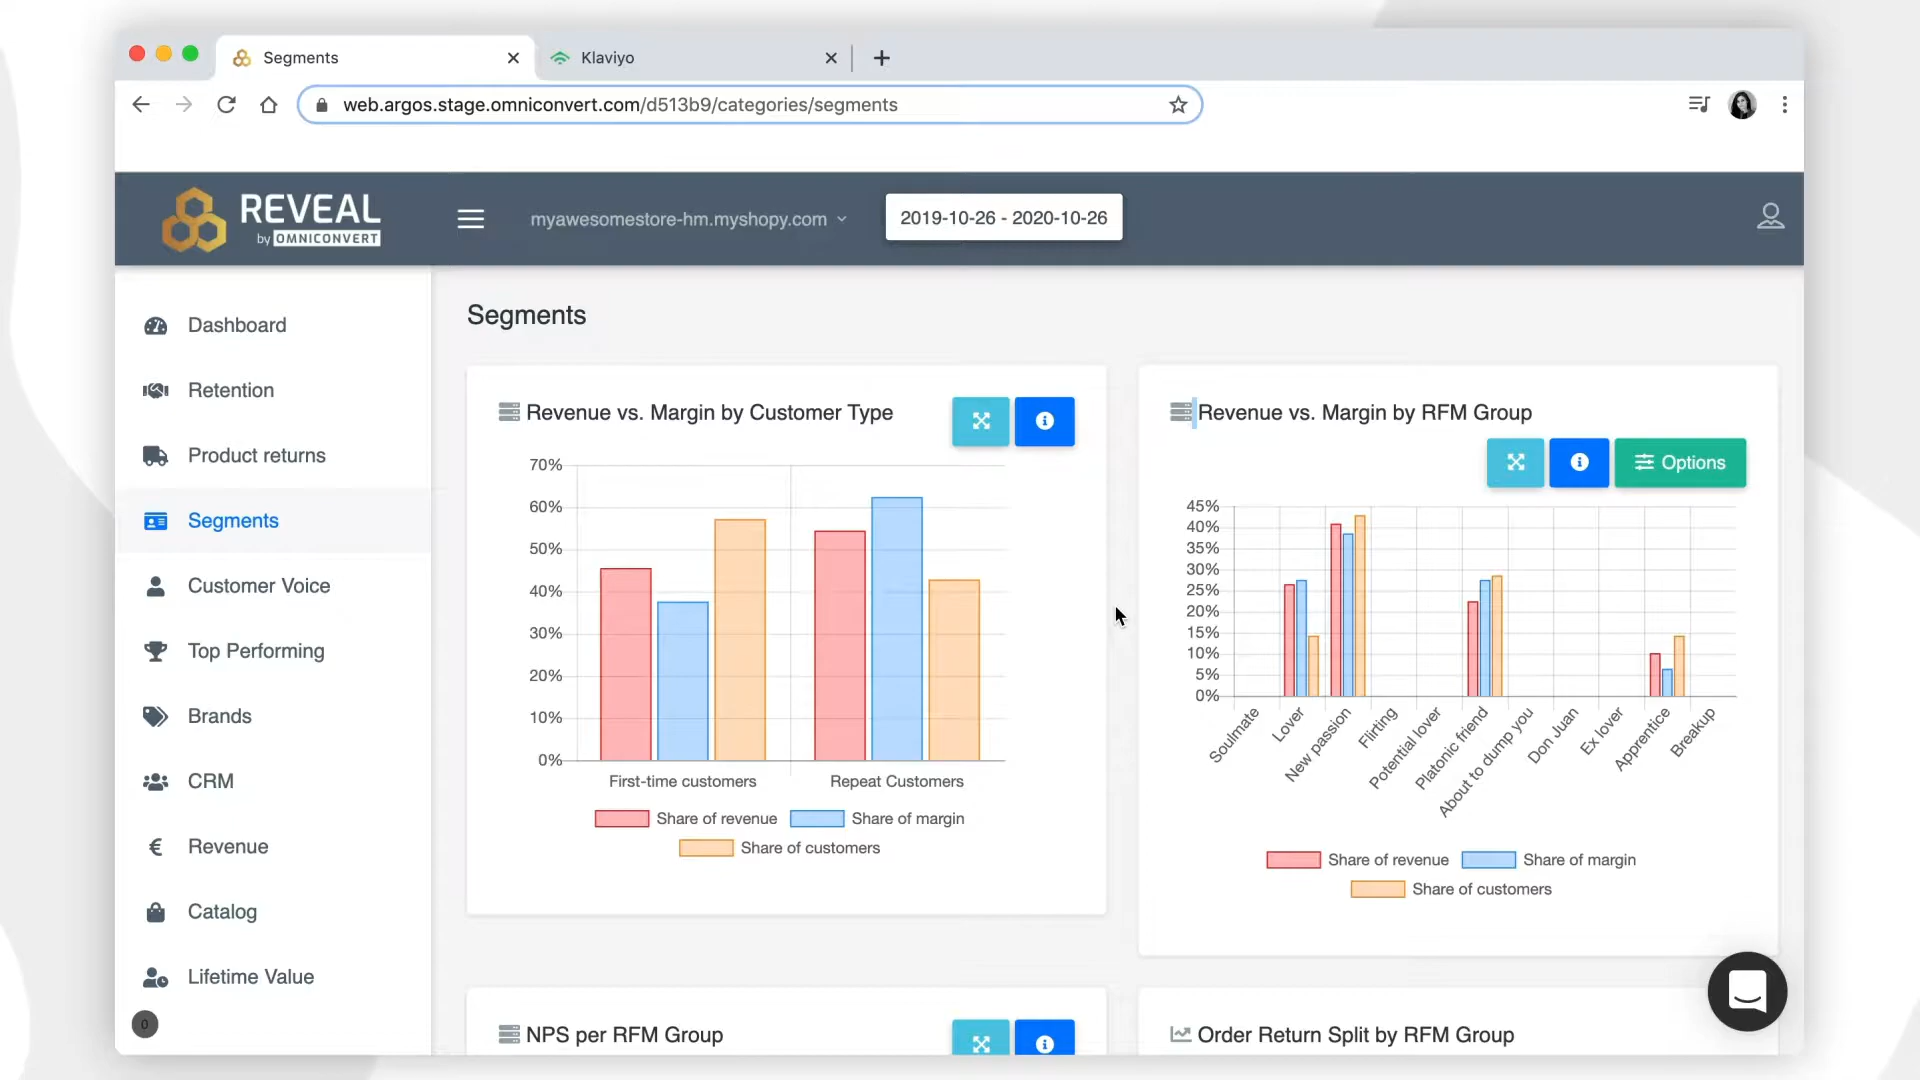 Segments
Klaviyo
web.argos.stage.omniconvert.com/d513b9/categories/segments
REVEAL
by OMNICONVERT
myawesomestore-hm.myshopy.com
2019-10-26 - 2020-10-26
Dashboard
Retention
Product returns
Segments
Customer Voice
Top Performing
Brands
CRM
€ Revenue
Catalog
Lifetime Value
0
Segments
Revenue vs. Margin by Customer Type
70%
60%
50%
40%
30%
20%
10%
0%
First-time customers
Repeat Customers
Share of revenue
Share of margin
Share of customers
Revenue vs. Margin by RFM Group
Options
45%
40%
35%
30%
25%
20%
15%
10%
5%
0%
Soulmate
Lover
New passion
Flirting
Potential lover
Platonic friend
About to dump you
Don Juan
Ex lover
Apprentice
Breakup
Share of revenue
Share of margin
Share of customers
NPS per RFM Group
Order Return Split by RFM Group